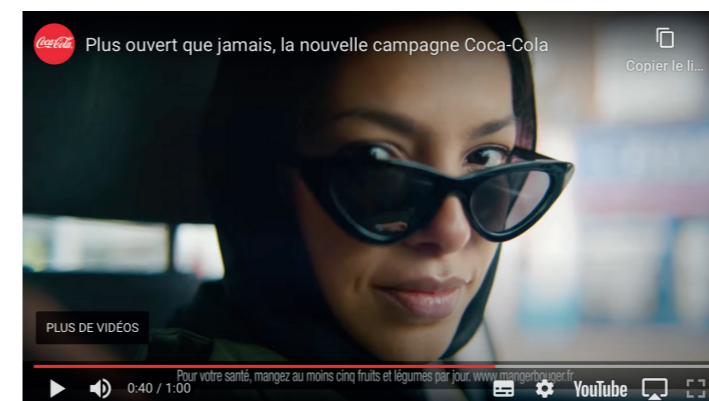 Coca-Cola
Plus ouvert que jamais, la nouvelle campagne Coca-Cola
Copier le li...
PLUS DE VIDÉOS
Pour votre santé, mangez au moins cinq fruits et légumes par jour. www.mangerbouger.fr
0:40 / 1:00
YouTube